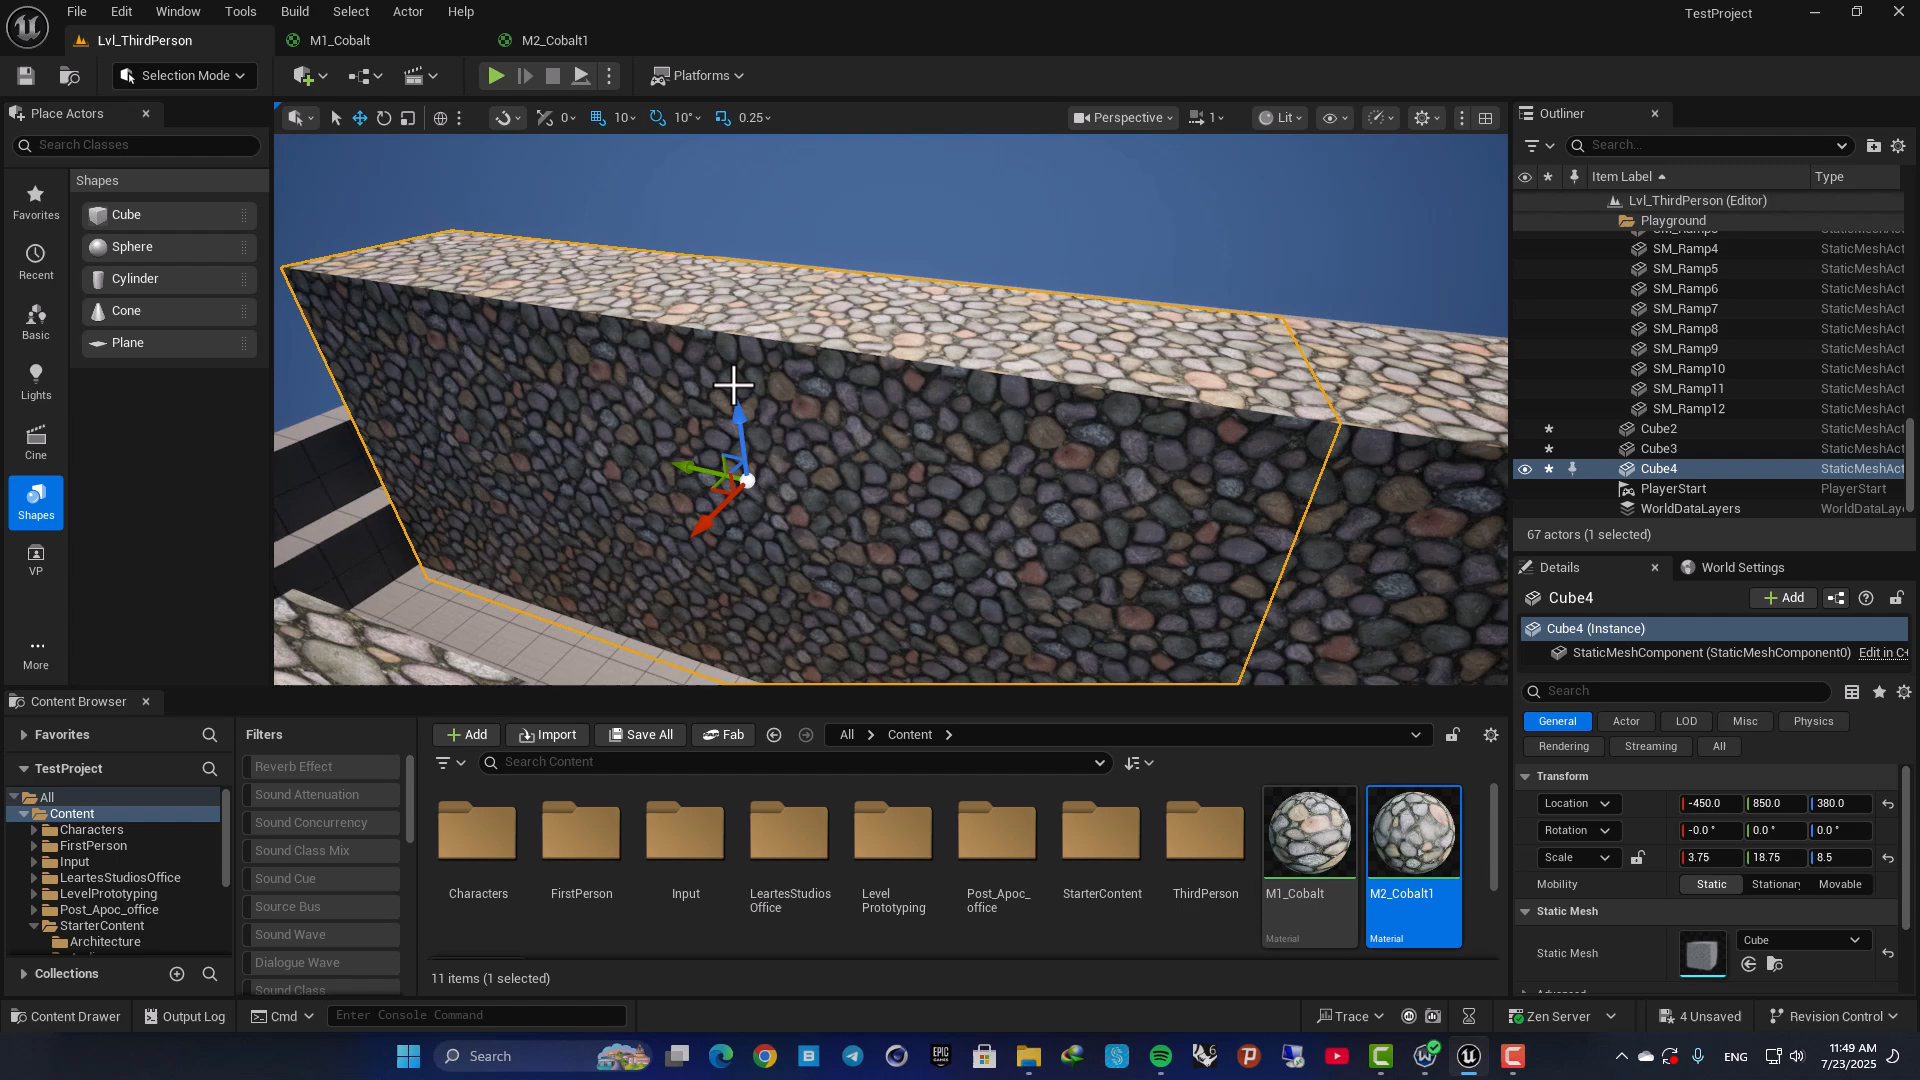 File Edit Window Tools Build Select Actor Help
TestProject
Lvl_ThirdPerson
M1_Cobalt
M2_Cobalt1
Selection Mode
Platforms
Place Actors
Search Classes
Shapes
Favorites
Recent
Basic
Lights
Cine
Shapes
VP
More
Cube
Sphere
Cylinder
Cone
Plane
0
10
10°
0.25
Perspective
1
Lit
Outliner
Search...
Item Label
Type
Lvl_ThirdPerson (Editor)
Playground
SM_Ramp4 StaticMeshAct
SM_Ramp5 StaticMeshAct
SM_Ramp6 StaticMeshAct
SM_Ramp7 StaticMeshAct
SM_Ramp8 StaticMeshAct
SM_Ramp9 StaticMeshAct
SM_Ramp10 StaticMeshAct
SM_Ramp11 StaticMeshAct
SM_Ramp12 StaticMeshAct
Cube2 StaticMeshAct
Cube3 StaticMeshAct
Cube4 StaticMeshAct
PlayerStart PlayerStart
WorldDataLayers WorldDataLaye
67 actors (1 selected)
Details
World Settings
Cube4
Add
Cube4 (Instance)
StaticMeshComponent (StaticMeshComponent0) Edit in C+
Search
General Actor LOD Misc Physics
Rendering Streaming All
Transform
Location -450.0 850.0 380.0
Rotation -0.0 ° 0.0 ° 0.0 °
Scale 3.75 18.75 8.5
Mobility Static Stationary Movable
Static Mesh
Static Mesh Cube
Content Browser
Favorites
TestProject
All
Content
Characters
FirstPerson
Input
LeartesStudiosOffice
LevelPrototyping
Post_Apoc_office
StarterContent
Architecture
Collections
Filters
Reverb Effect
Sound Attenuation
Sound Concurrency
Sound Class Mix
Sound Cue
Source Bus
Sound Wave
Dialogue Wave
Sound Class
Add
Import
Save All
Fab
All
Content
Search Content
Characters
FirstPerson
Input
LeartesStudios
Office
Level
Prototyping
Post_Apoc_
office
StarterContent
ThirdPerson
M1_Cobalt
Material
M2_Cobalt1
Material
11 items (1 selected)
Content Drawer
Output Log
Cmd
Enter Console Command
Trace
Zen Server
4 Unsaved
Revision Control
Search
EPIC
GAMES
ENG
11:49 AM
7/23/2025